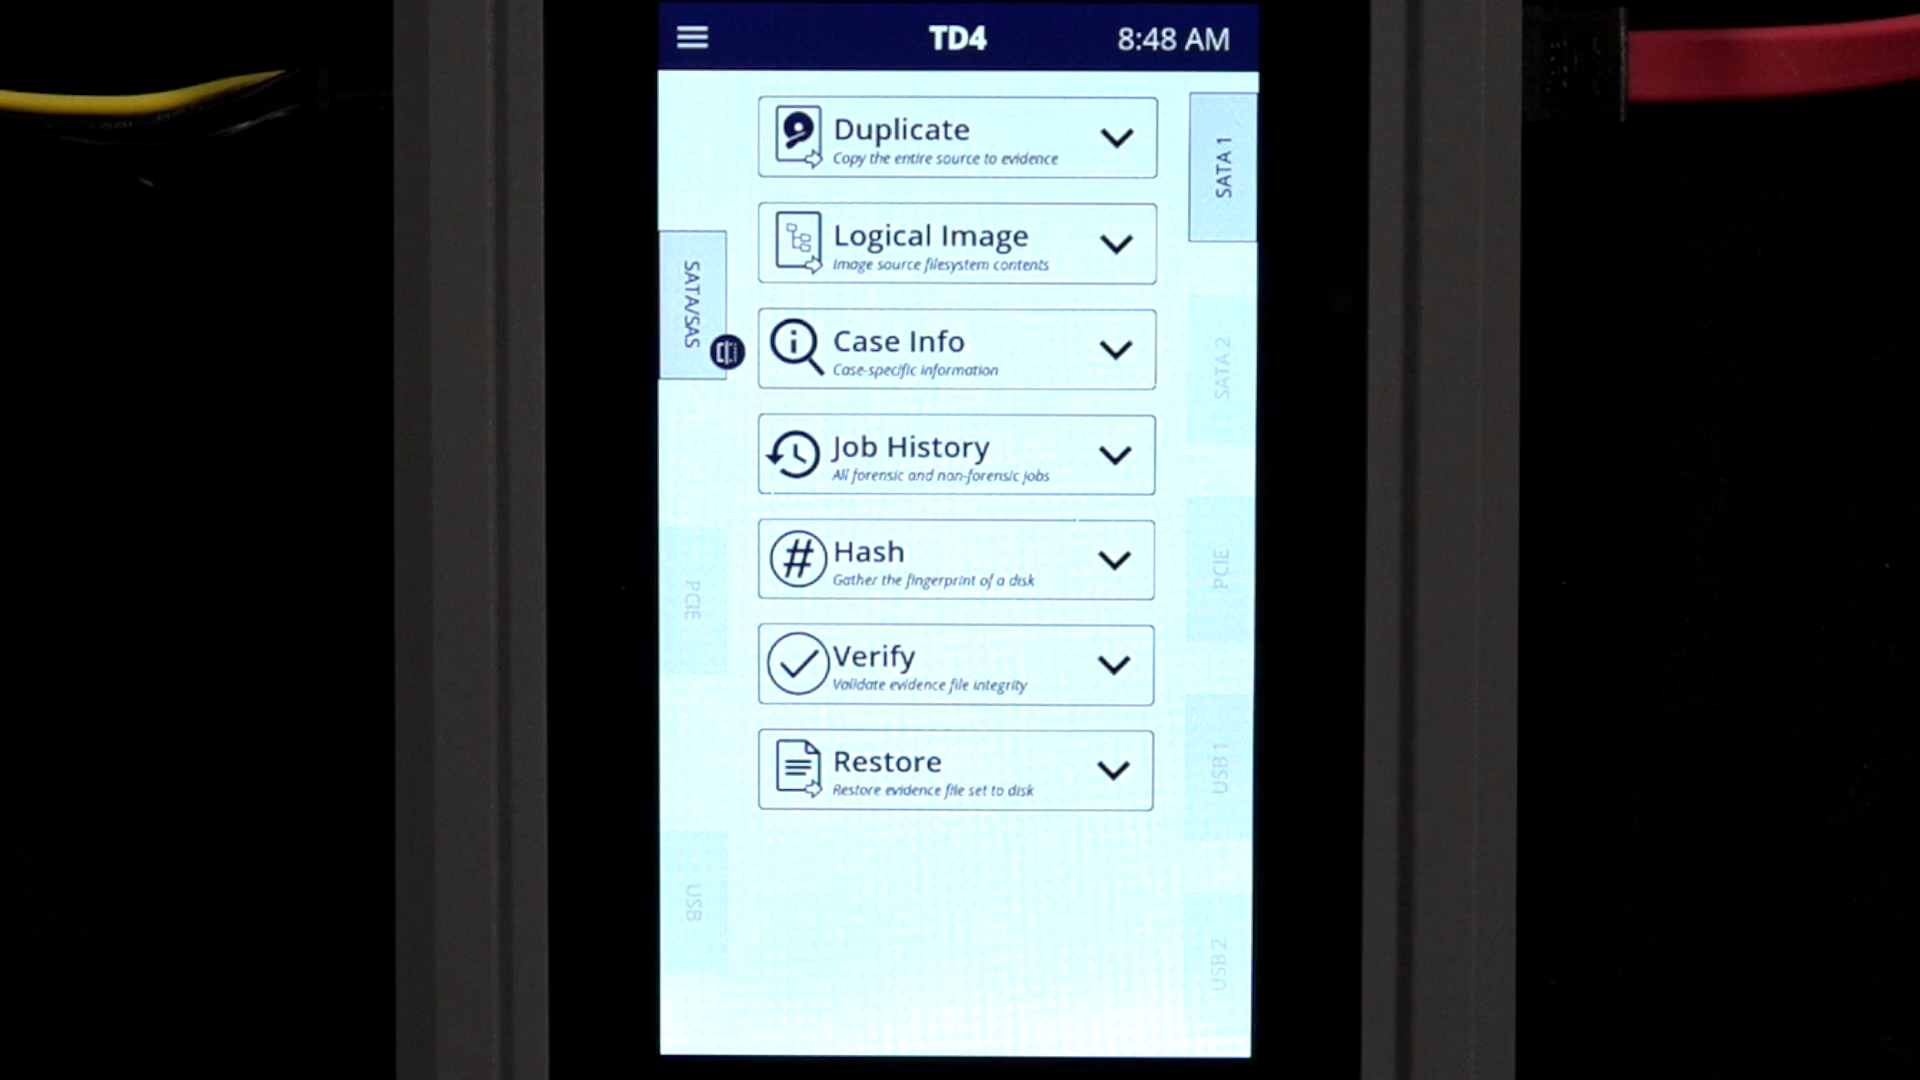 TD4
8:48 AM
Duplicate
Copy the entire source to evidence
Logical Image
Image source filesystem contents
Case Info
Case-specific information
Job History
All forensic and non-forensic jobs
Hash
Gather the fingerprint of a disk
Verify
Validate evidence file integrity
Restore
Restore evidence file set to disk
SATA/SAS
PCIE
USB
SATA 1
SATA 2
PCIE
USB 1
USB 2